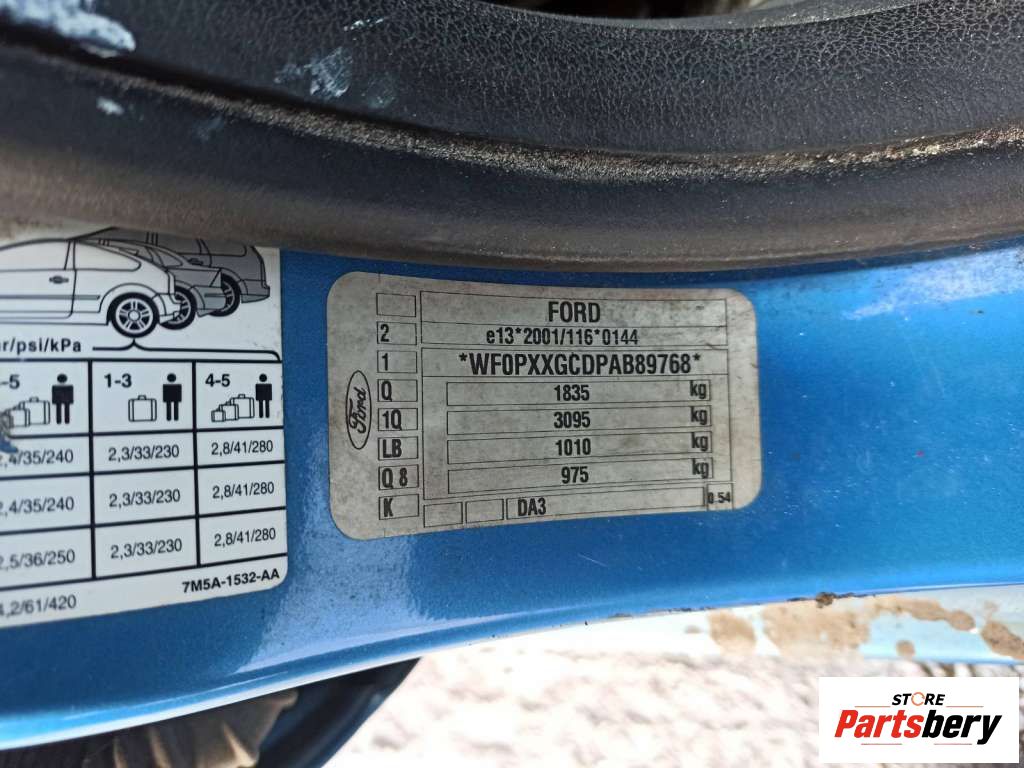 ar/psi/kPa
-5 1-3 4-5
2,4/35/240 2,3/33/230 2,8/41/280
2,4/35/240 2,3/33/230 2,8/41/280
2,5/36/250 2,3/33/230 2,8/41/280
4,2/61/420
7M5A-1532-AA
Ford
FORD
2 e13*2001/116*0144
1 *WF0PXXGCDPAB89768*
Q 1835 kg
1Q 3095 kg
LB 1010 kg
Q 8 975 kg
K DA3 0.54
STORE
Partsbery